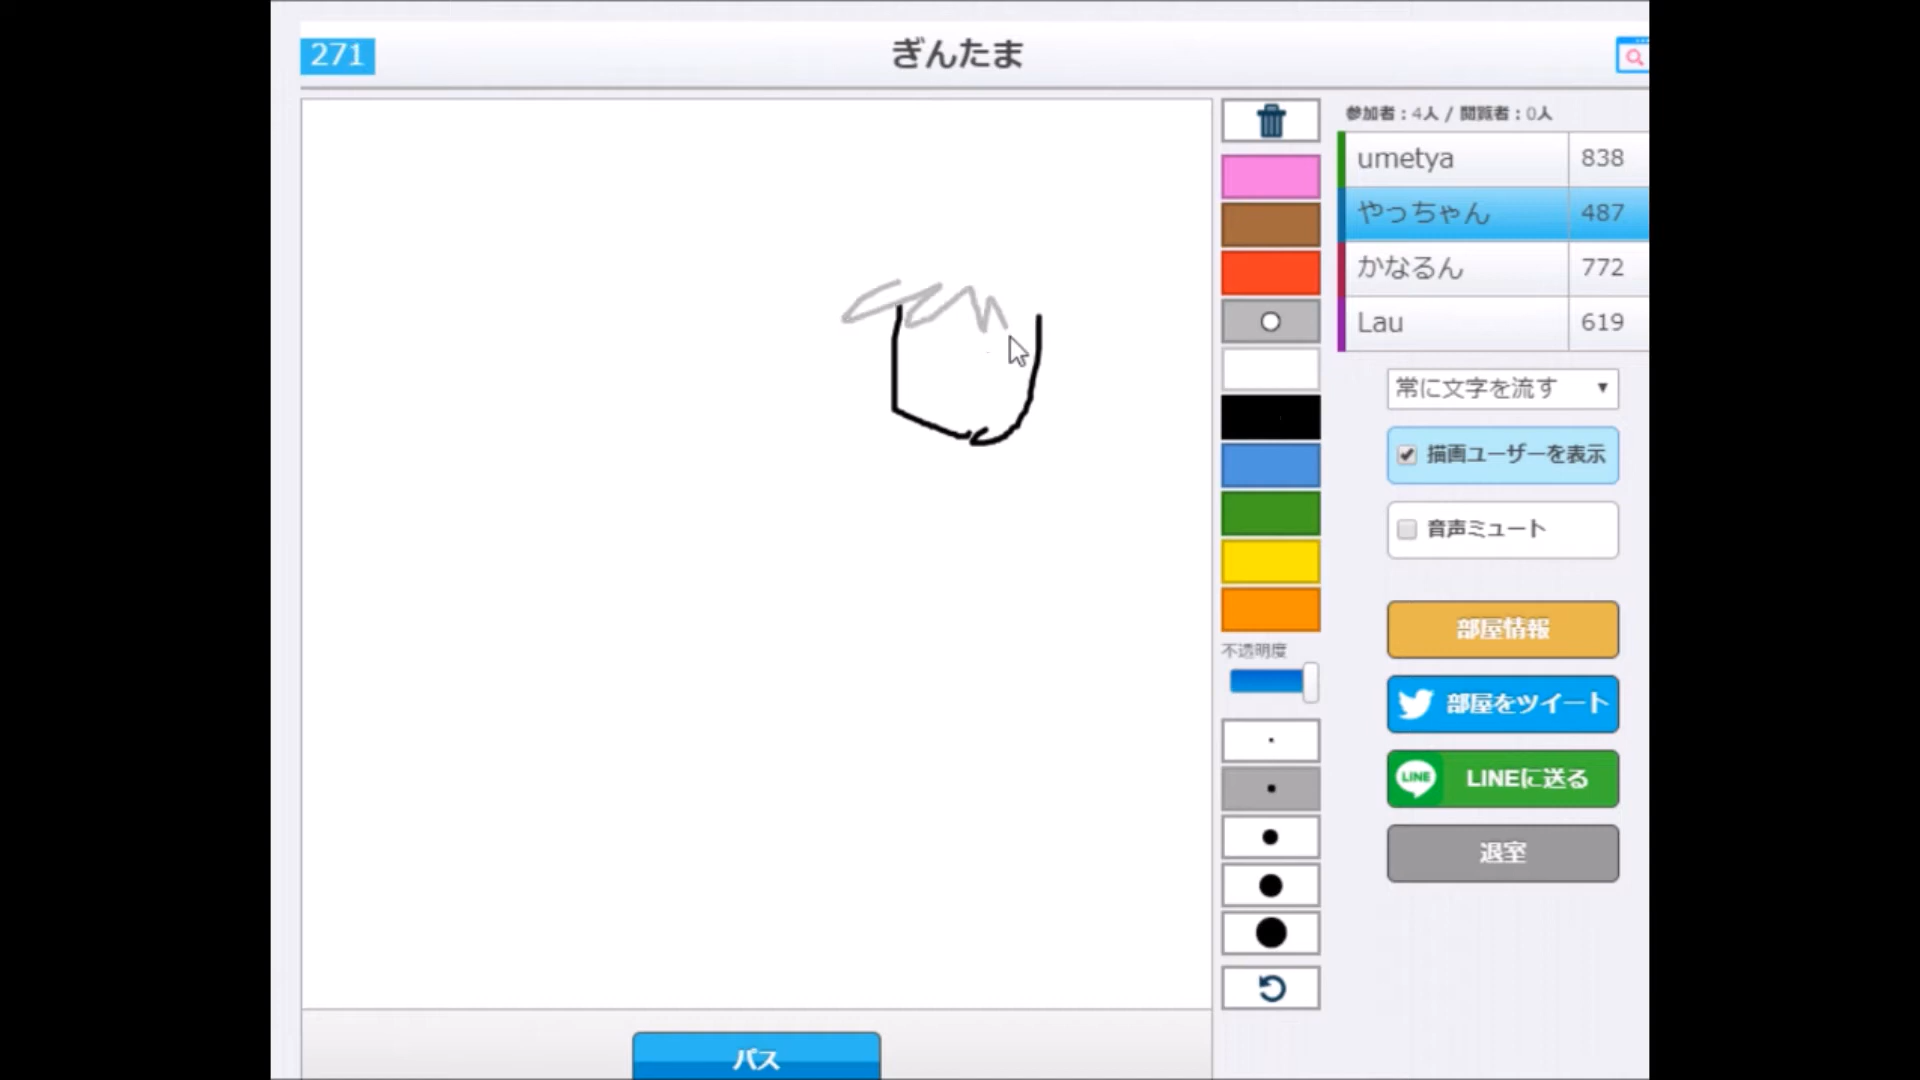 271
ぎんたま
参加者：4人 / 閲覧者：0人
umetya 838
やっちゃん 487
かなるん 772
Lau 619
常に文字を流す
描画ユーザーを表示
音声ミュート
不透明度
部屋情報
部屋をツイート
LINE LINEに送る
退室
パス